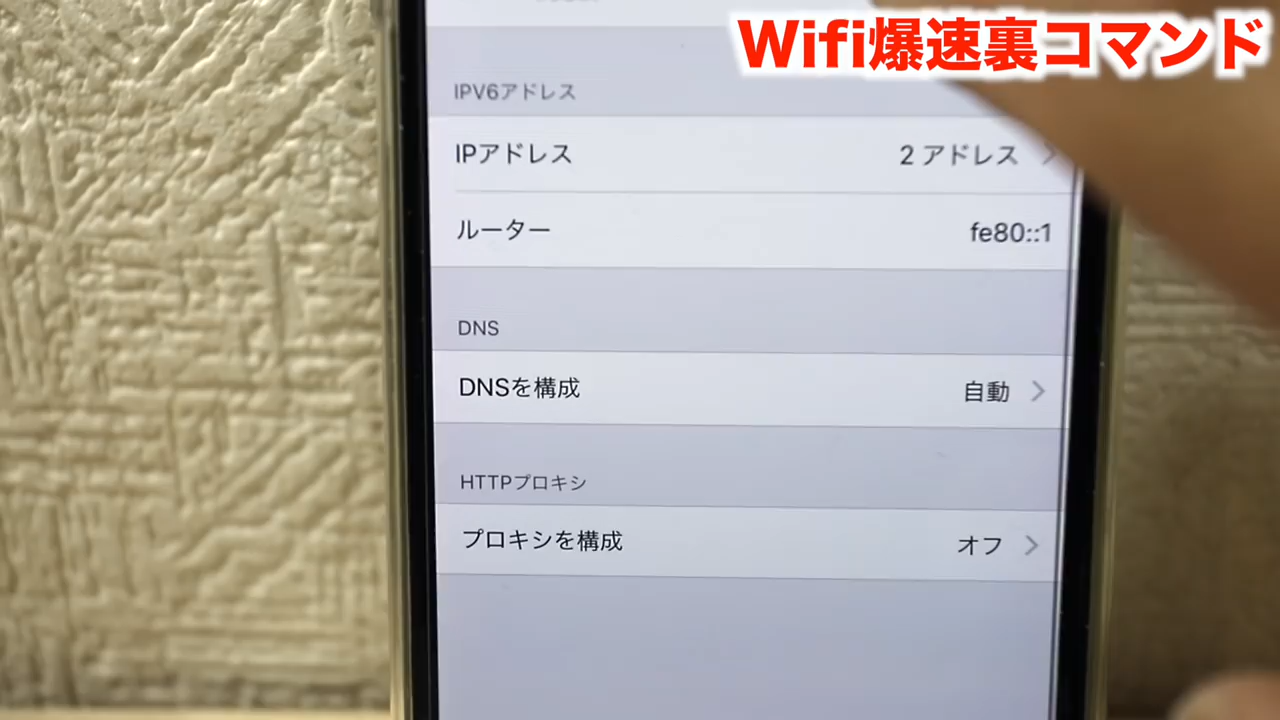 Wifi爆速裏コマンド
IPV6アドレス
IPアドレス 2 アドレス
ルーター fe80::1
DNS
DNSを構成 自動
HTTPプロキシ
プロキシを構成 オフ